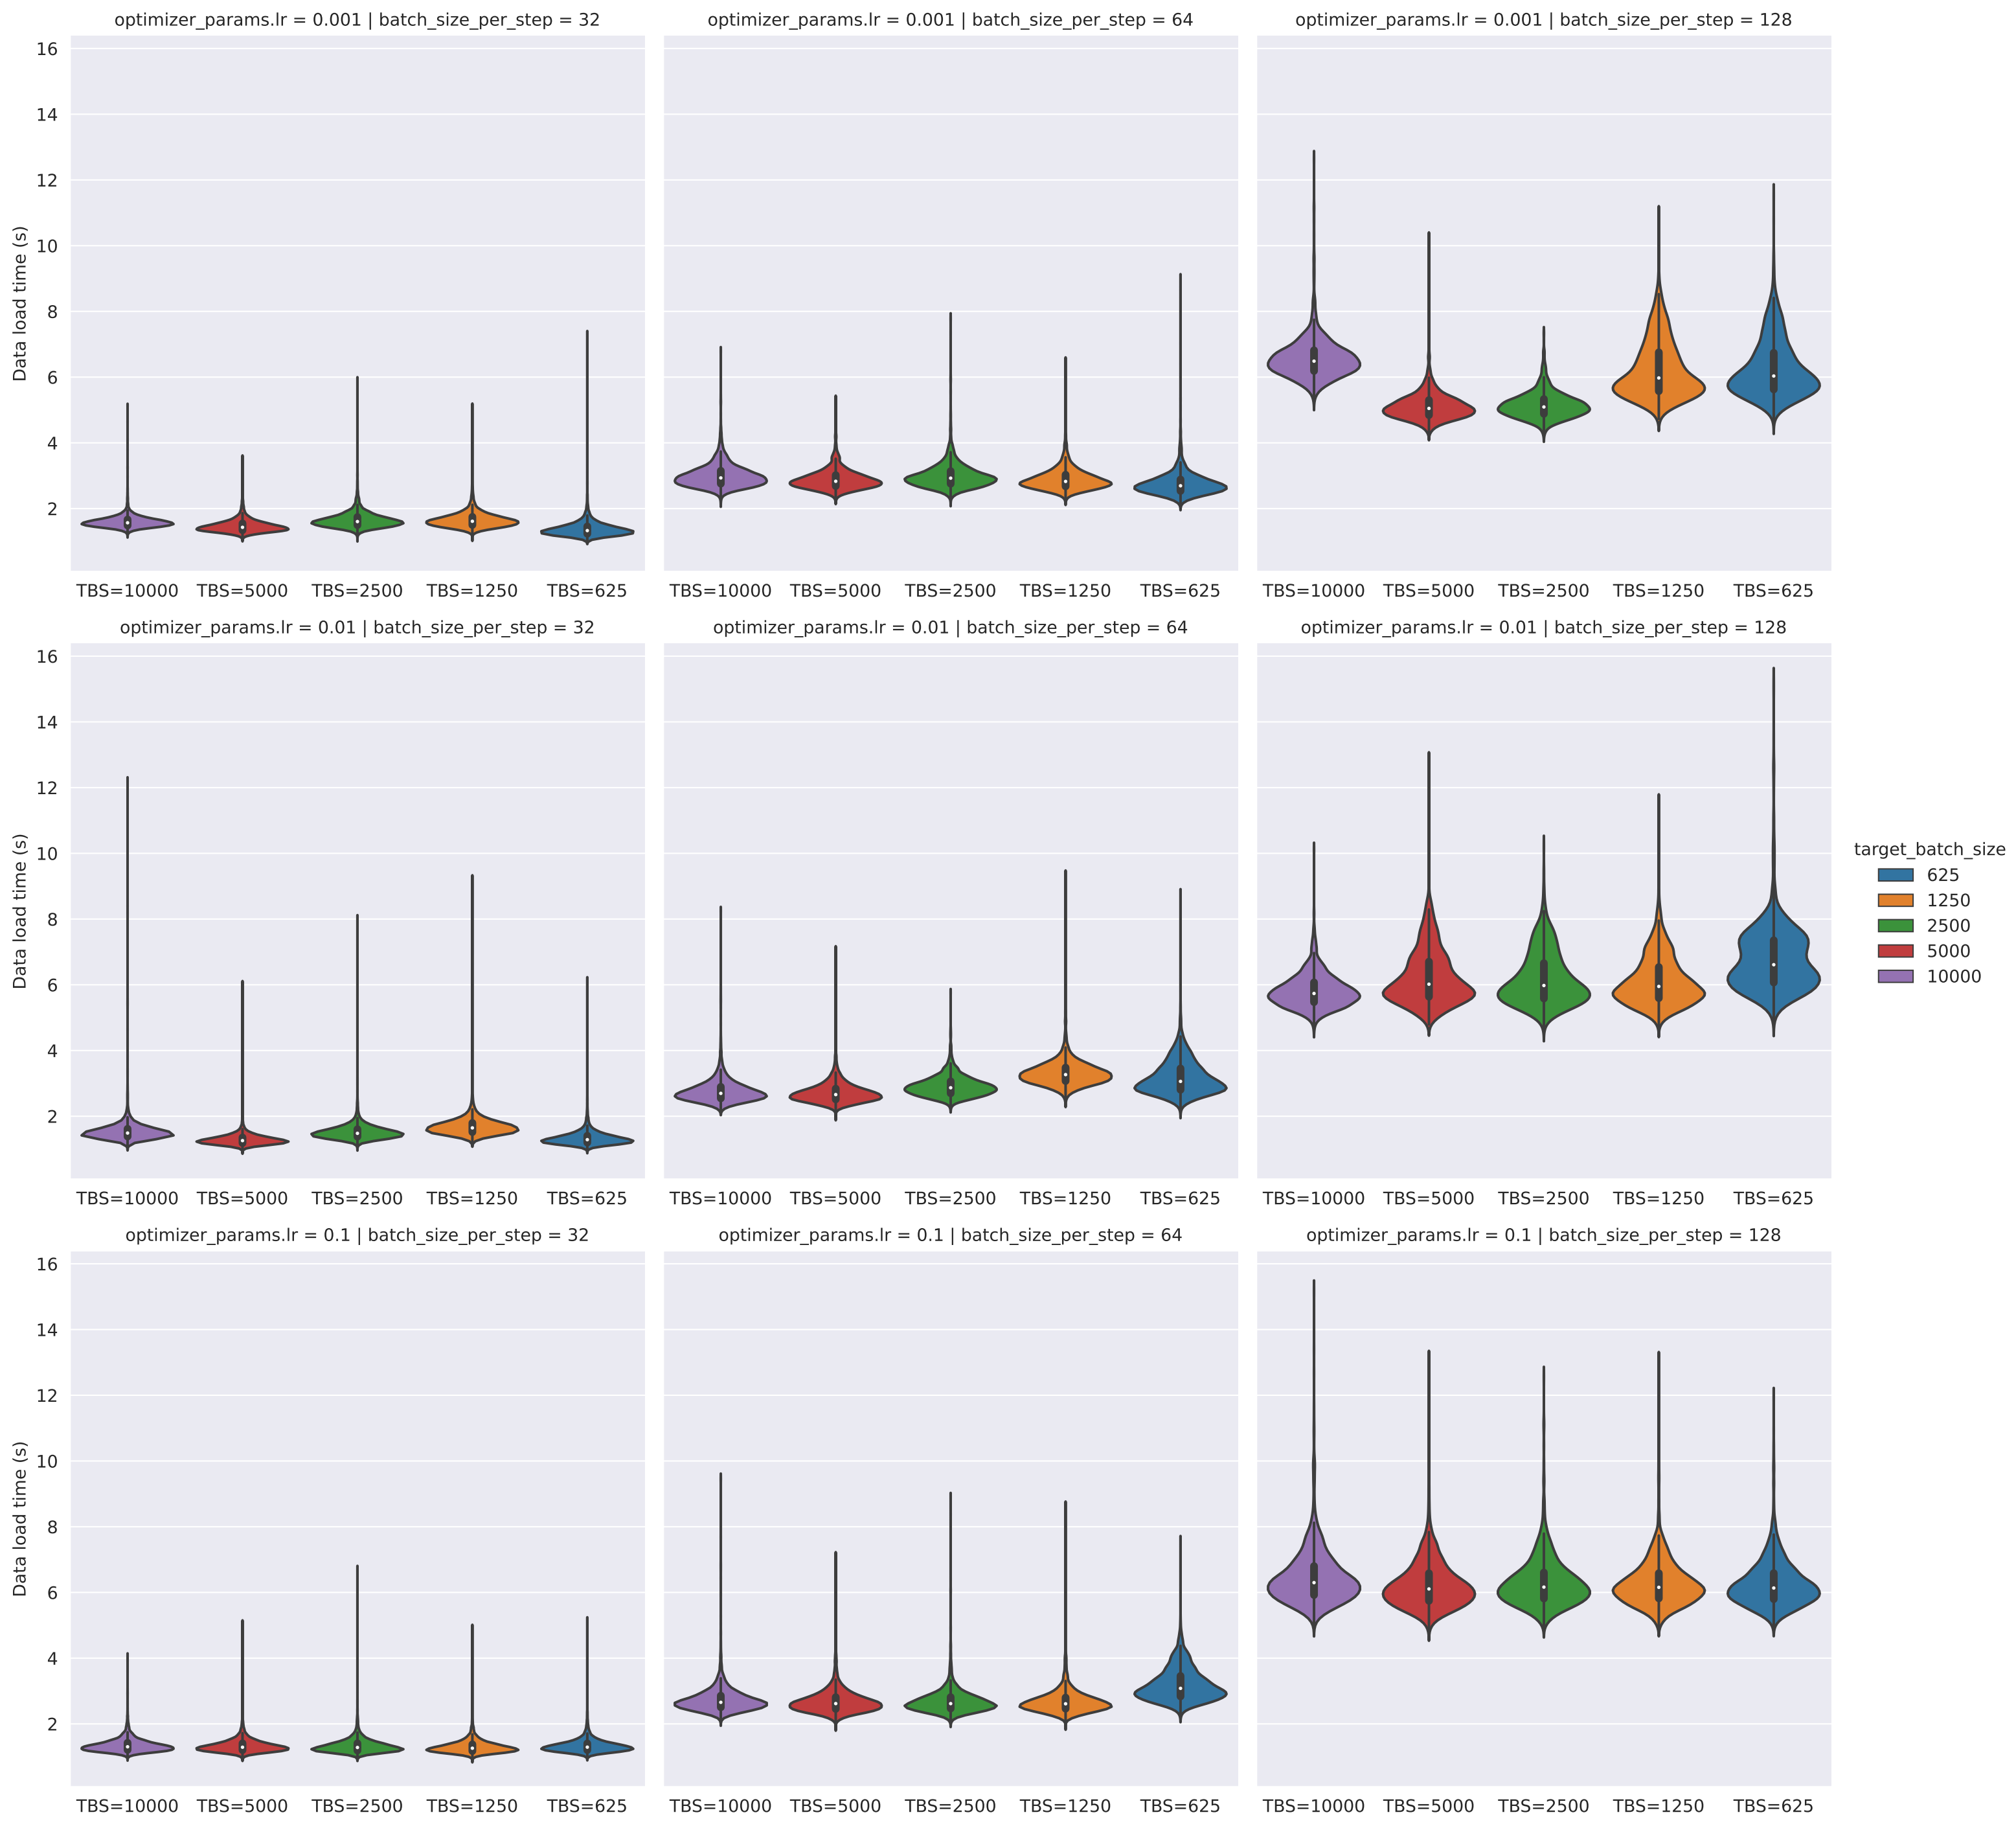 optimizer_params.lr = 0.001 | batch_size_per_step = 32
optimizer_params.lr = 0.001 | batch_size_per_step = 64
optimizer_params.lr = 0.001 | batch_size_per_step = 128
16
14
12
10
8
6
4
2
Data load time (s)
TBS=10000 TBS=5000 TBS=2500 TBS=1250 TBS=625
TBS=10000 TBS=5000 TBS=2500 TBS=1250 TBS=625
TBS=10000 TBS=5000 TBS=2500 TBS=1250 TBS=625
optimizer_params.lr = 0.01 | batch_size_per_step = 32
optimizer_params.lr = 0.01 | batch_size_per_step = 64
optimizer_params.lr = 0.01 | batch_size_per_step = 128
16
14
12
10
8
6
4
2
Data load time (s)
TBS=10000 TBS=5000 TBS=2500 TBS=1250 TBS=625
TBS=10000 TBS=5000 TBS=2500 TBS=1250 TBS=625
TBS=10000 TBS=5000 TBS=2500 TBS=1250 TBS=625
target_batch_size
625
1250
2500
5000
10000
optimizer_params.lr = 0.1 | batch_size_per_step = 32
optimizer_params.lr = 0.1 | batch_size_per_step = 64
optimizer_params.lr = 0.1 | batch_size_per_step = 128
16
14
12
10
8
6
4
2
Data load time (s)
TBS=10000 TBS=5000 TBS=2500 TBS=1250 TBS=625
TBS=10000 TBS=5000 TBS=2500 TBS=1250 TBS=625
TBS=10000 TBS=5000 TBS=2500 TBS=1250 TBS=625